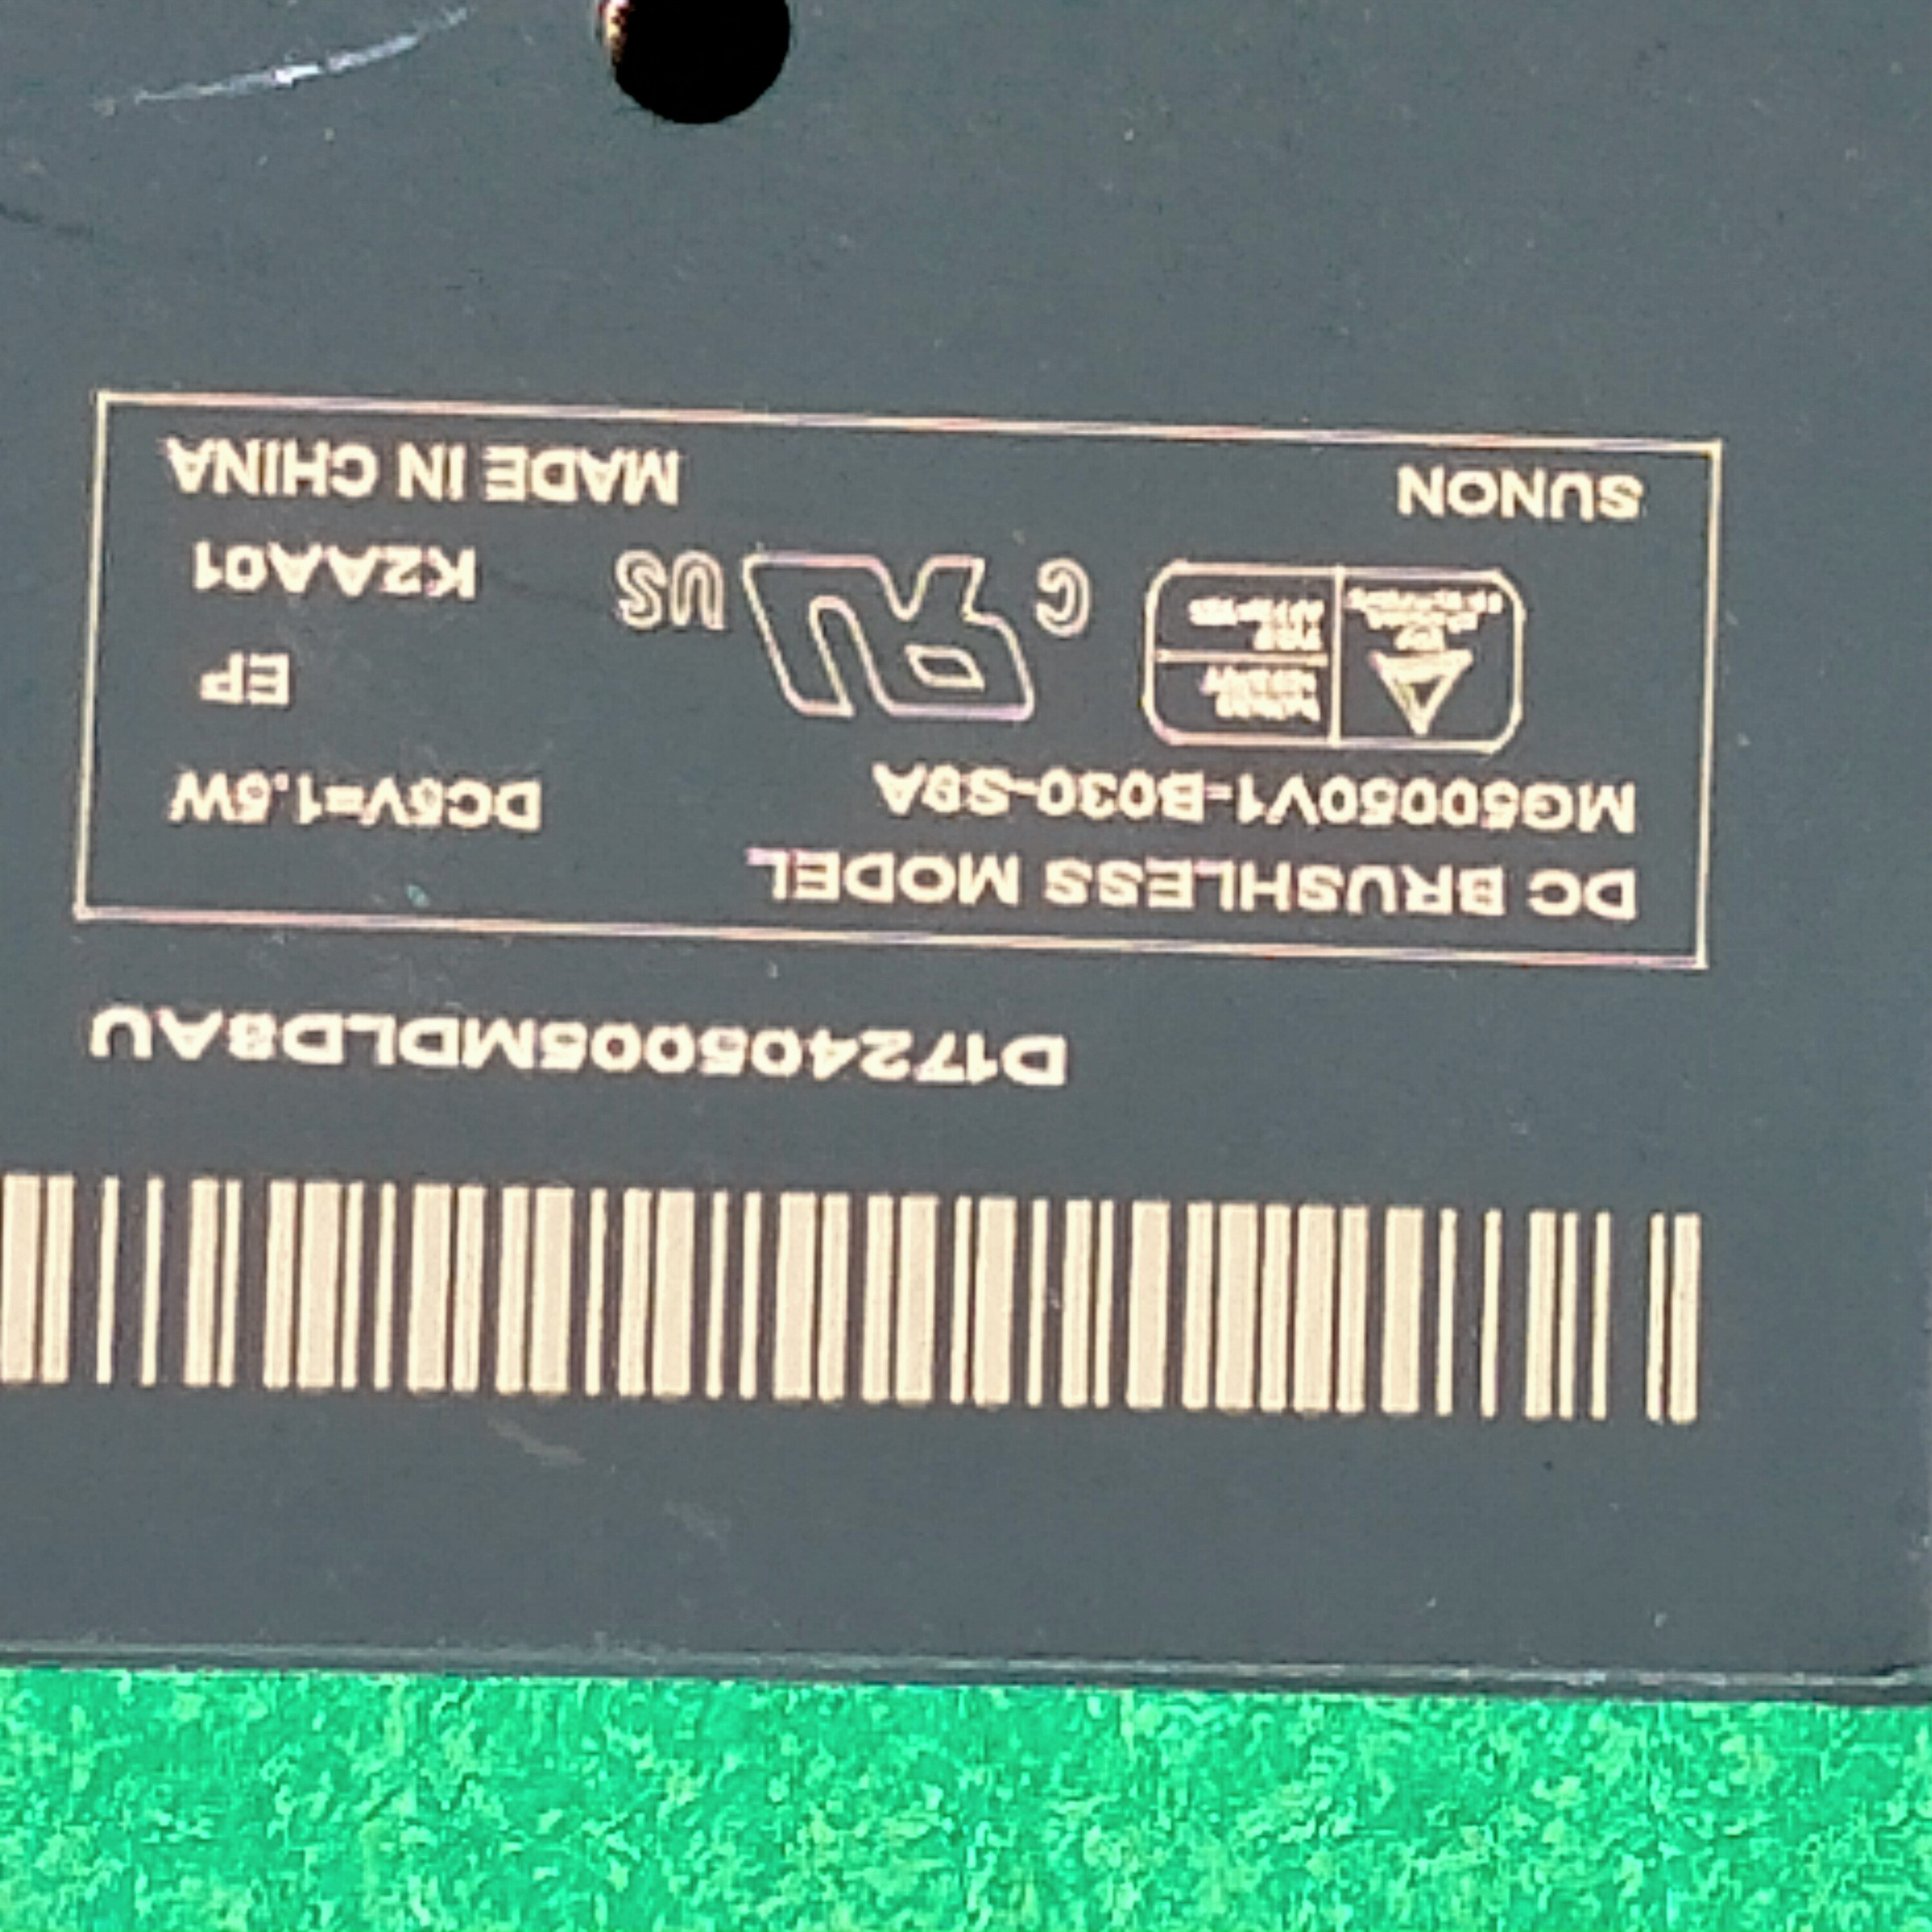 D172405005MDLD8AU
DC BRUSHLESS MODEL
MG50050V1-B030-S9A DC5V=1.5W
EP
C US K2AA01
SUNON MADE IN CHINA